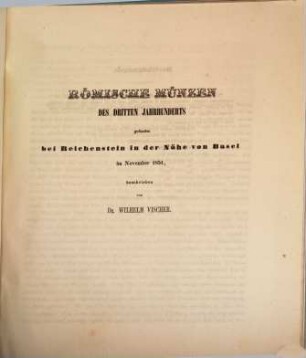 RÖMISCHE MÜNZEN
DES DRITTEN JAHRHUNDERTS
gefunden
bei Reichenstein in der Nähe von Basel
im November 1851,
beschrieben
von
Dr. WILHELM VISCHER.